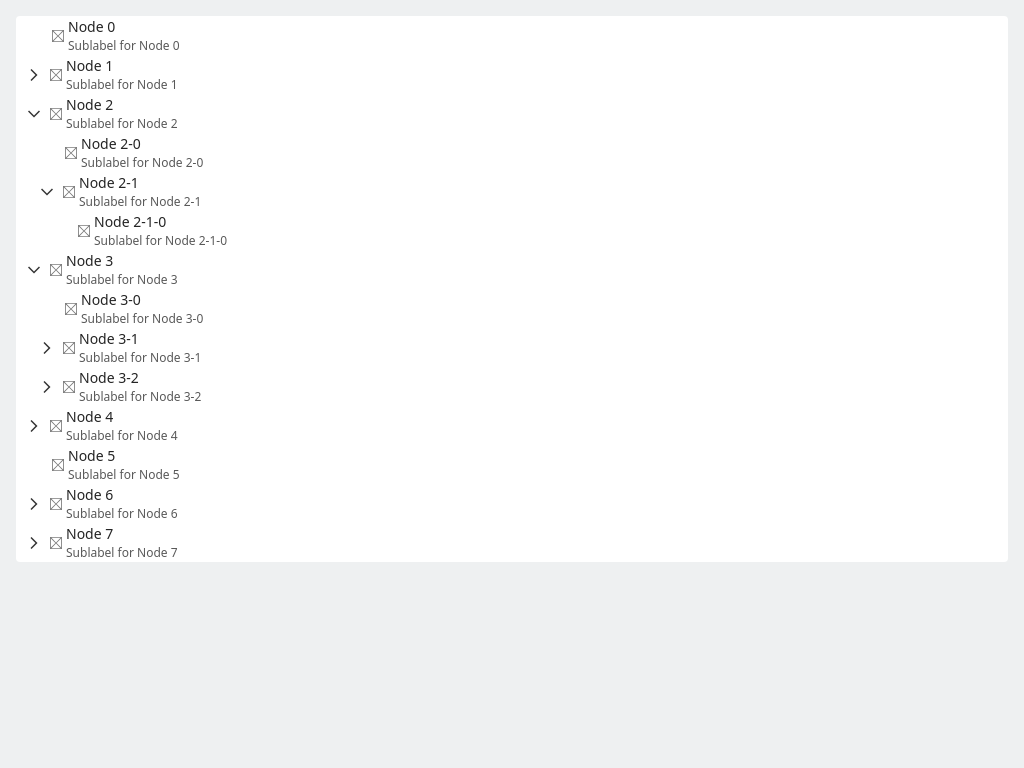 Node 0
Sublabel for Node 0
Node 1
Sublabel for Node 1
Node 2
Sublabel for Node 2
Node 2-0
Sublabel for Node 2-0
Node 2-1
Sublabel for Node 2-1
Node 2-1-0
Sublabel for Node 2-1-0
Node 3
Sublabel for Node 3
Node 3-0
Sublabel for Node 3-0
Node 3-1
Sublabel for Node 3-1
Node 3-2
Sublabel for Node 3-2
Node 4
Sublabel for Node 4
Node 5
Sublabel for Node 5
Node 6
Sublabel for Node 6
Node 7
Sublabel for Node 7